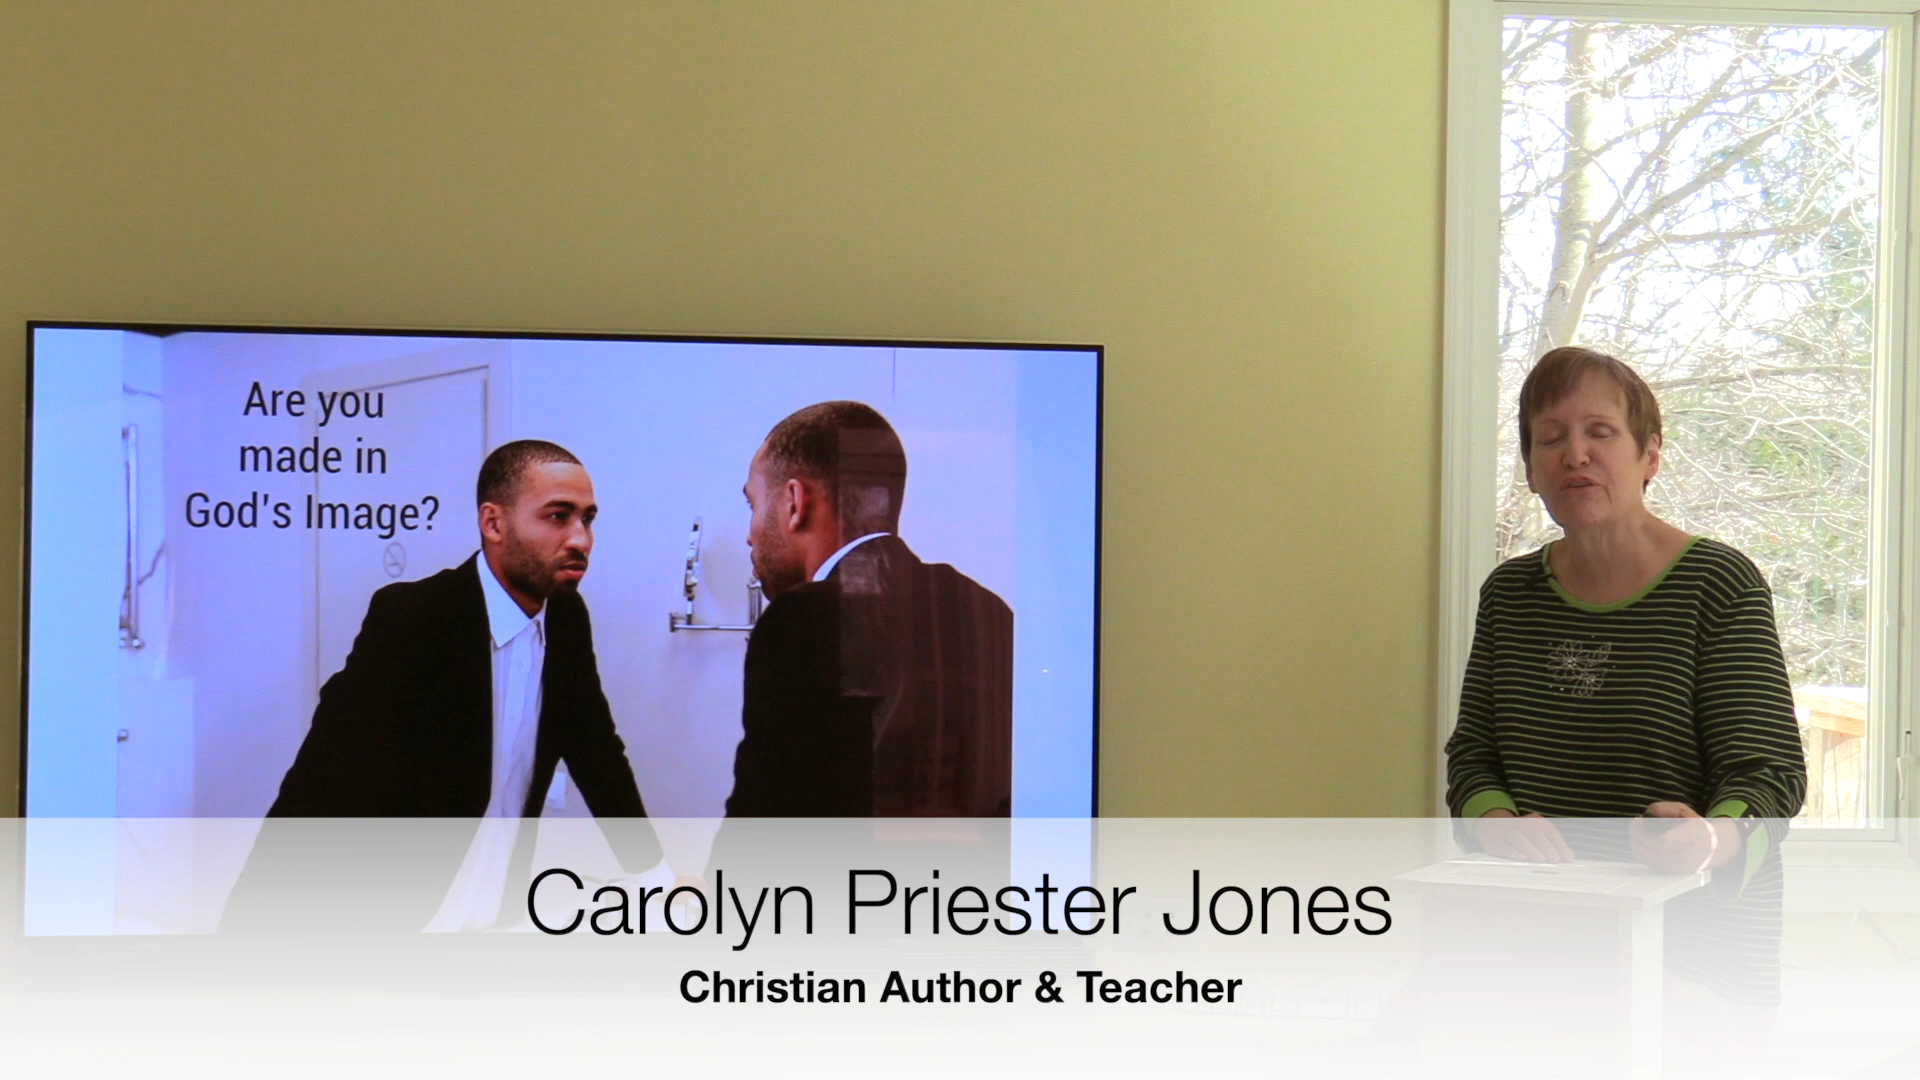 Are you
made in
God's Image?
Carolyn Priester Jones
Christian Author & Teacher